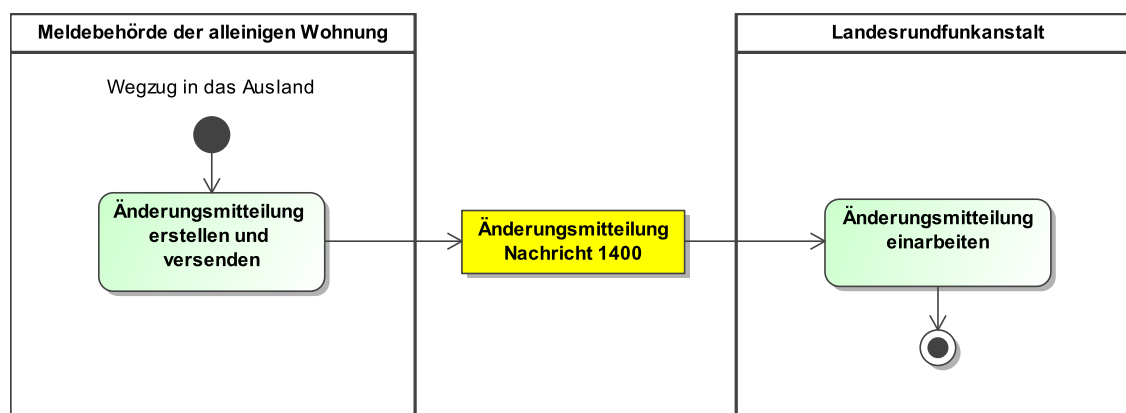 Meldebehörde der alleinigen Wohnung
Landesrundfunkanstalt
Wegzug in das Ausland
Änderungsmitteilung
erstellen und
versenden
Änderungsmitteilung
Nachricht 1400
Änderungsmitteilung
einarbeiten